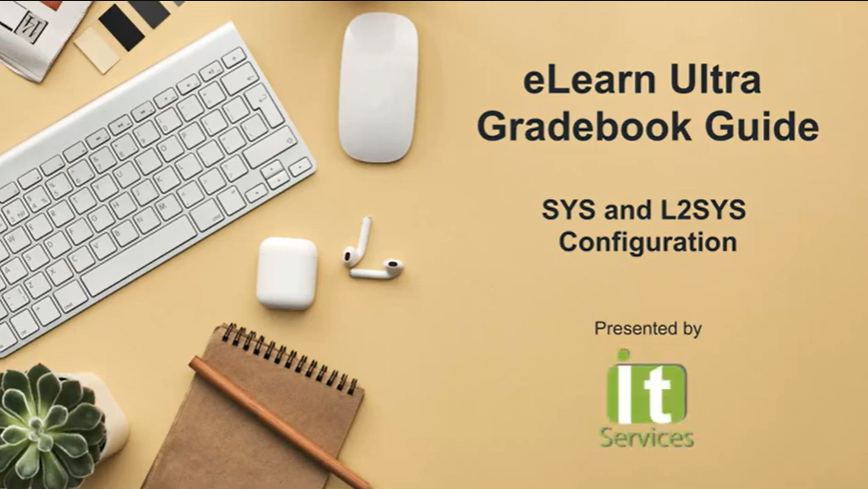 eLearn Ultra
Gradebook Guide
SYS and L2SYS
Configuration
Presented by
it
Services